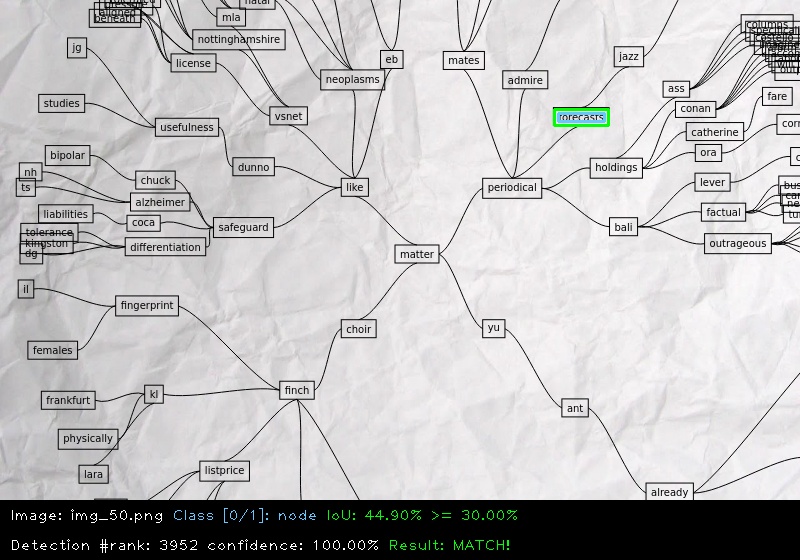 natal
columns
mla
nottinghamshire
jg
eb
mates
jazz
license
neoplasms
admire
ass
fare
studies
conan
usefulness
vsnet
forecasts
catherine
bipolar
dunno
holdings
ora
nh
ts
chuck
like
periodical
lever
alzheimer
liabilities
coca
safeguard
bali
factual
tolerance
kingston
dg
differentiation
outrageous
matter
il
fingerprint
choir
yu
females
finch
frankfurt
kl
ant
physically
lara
listprice
already
Image: img_50.png Class [0/1]: node IoU: 44.90% >= 30.00%
Detection #rank: 3952 confidence: 100.00% Result: MATCH!